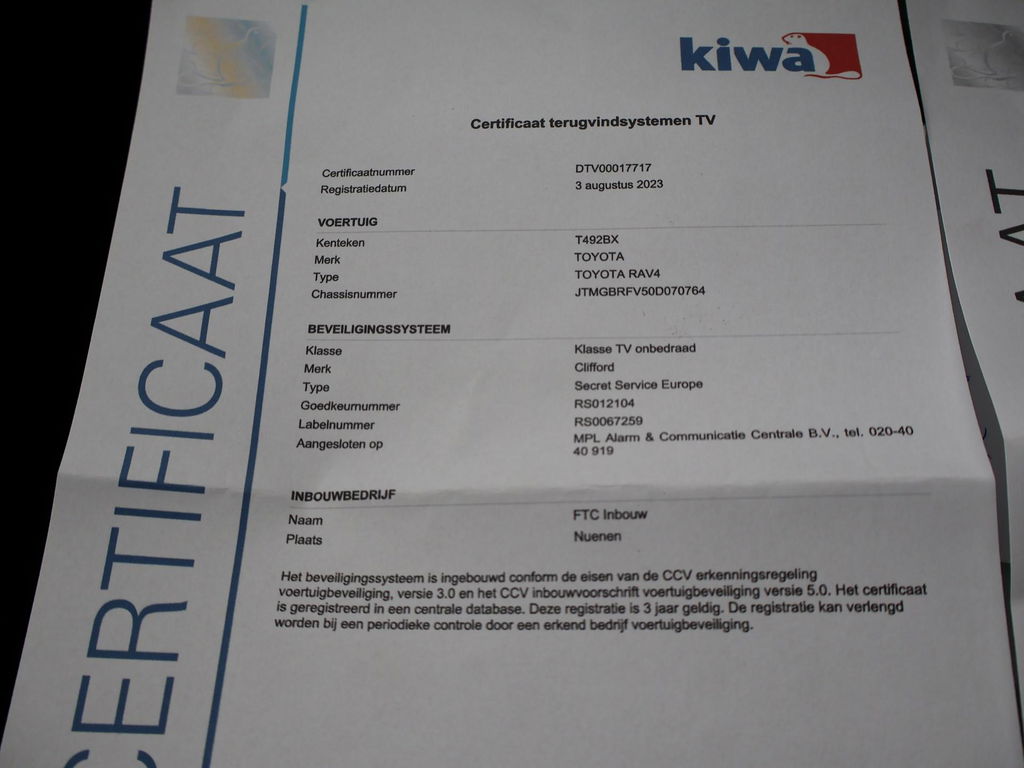 kiwa
Certificaat terugvindsystemen TV
Certificaatnummer DTV00017717
Registratiedatum 3 augustus 2023
VOERTUIG
Kenteken T492BX
Merk TOYOTA
Type TOYOTA RAV4
Chassisnummer JTMGBRFV50D070764
BEVEILIGINGSSYSTEEM
Klasse Klasse TV onbedraad
Merk Clifford
Type Secret Service Europe
Goedkeurnummer RS012104
Labelnummer RS0067259
Aangesloten op MPL Alarm & Communicatie Centrale B.V., tel. 020-40
40 919
INBOUWBEDRIJF
Naam FTC Inbouw
Plaats Nuenen
Het beveiligingssysteem is ingebouwd conform de eisen van de CCV erkenningsregeling
voertuigbeveiliging, versie 3.0 en het CCV inbouwvoorschrift voertuigbeveiliging versie 5.0. Het certificaat
is geregistreerd in een centrale database. Deze registratie is 3 jaar geldig. De registratie kan verlengd
worden bij een periodieke controle door een erkend bedrijf voertuigbeveiliging.
CERTIFICAAT
AAT